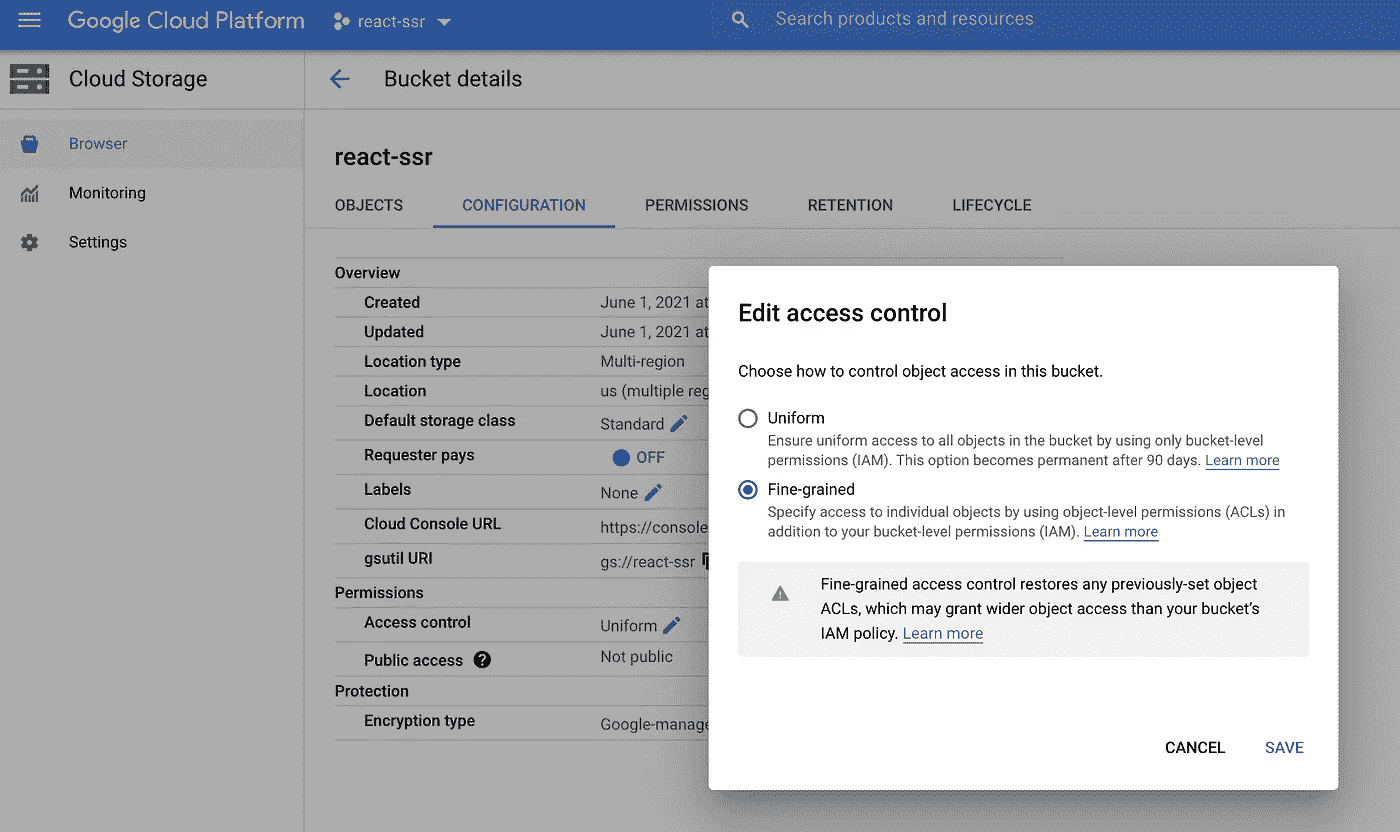 Google Cloud Platform react-ssr Search products and resources
Cloud Storage Bucket details
Browser
Monitoring
Settings
react-ssr
OBJECTS CONFIGURATION PERMISSIONS RETENTION LIFECYCLE
Overview
Created June 1, 2021 at
Updated June 1, 2021 at
Location type Multi-region
Location us (multiple reg
Default storage class Standard
Requester pays OFF
Labels None
Cloud Console URL https://console
gsutil URI gs://react-ssr
Permissions
Access control Uniform
Public access ? Not public
Protection
Encryption type Google-manage
Edit access control
Choose how to control object access in this bucket.
Uniform
Ensure uniform access to all objects in the bucket by using only bucket-level
permissions (IAM). This option becomes permanent after 90 days. Learn more
Fine-grained
Specify access to individual objects by using object-level permissions (ACLs) in
addition to your bucket-level permissions (IAM). Learn more
Fine-grained access control restores any previously-set object
ACLs, which may grant wider object access than your bucket's
IAM policy. Learn more
CANCEL SAVE